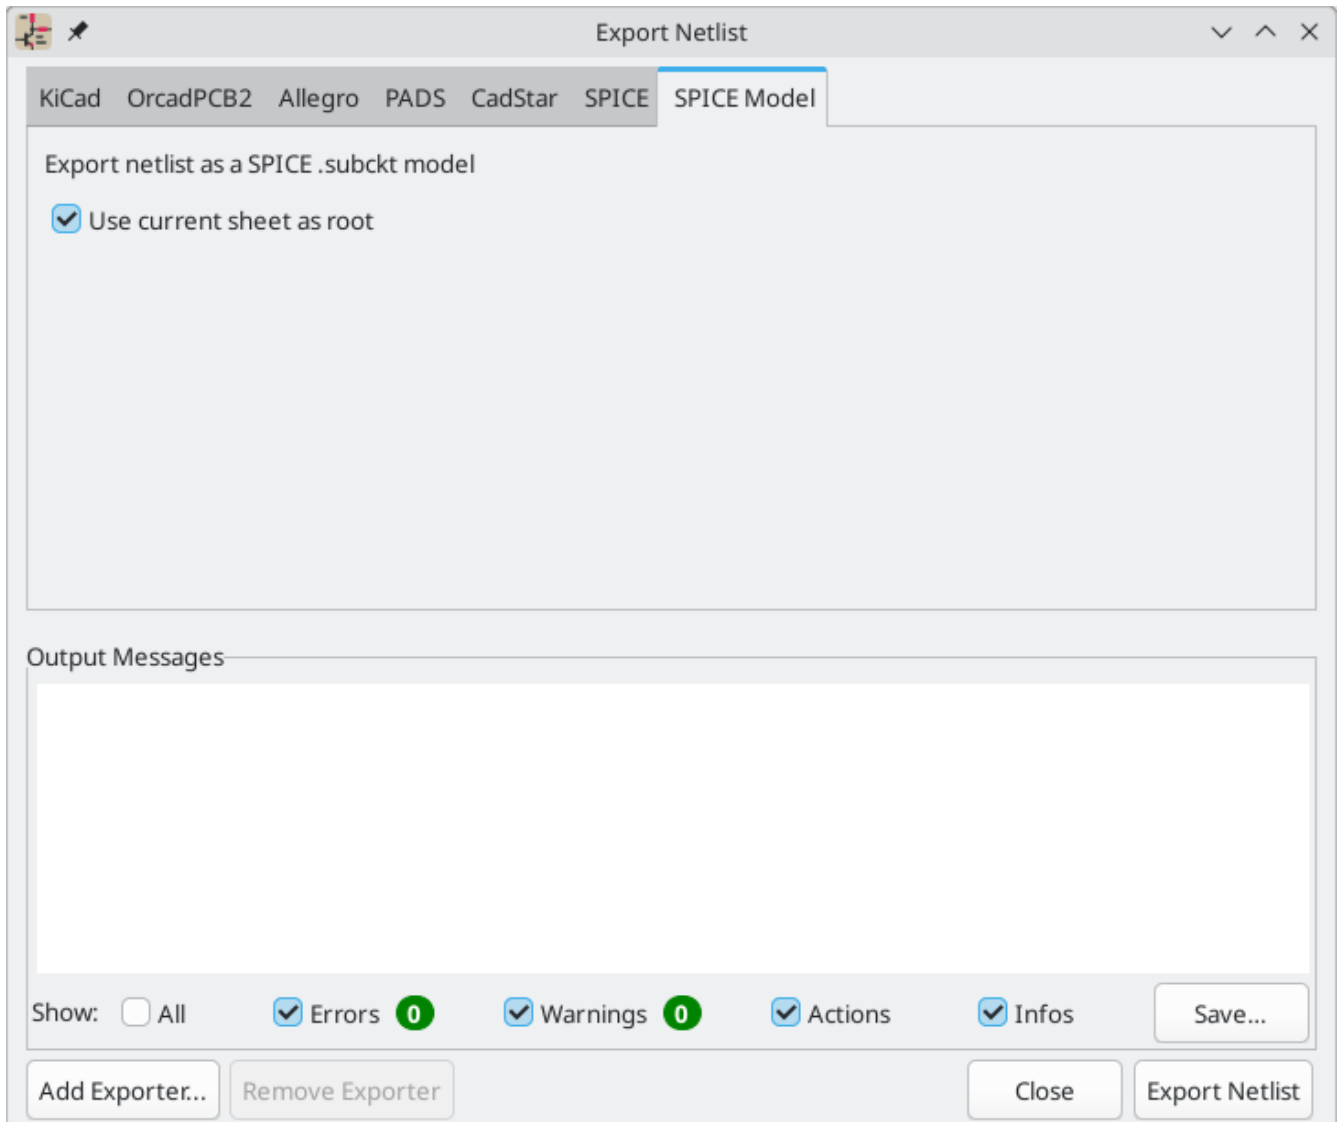 Export Netlist
KiCad OrcadPCB2 Allegro PADS CadStar SPICE SPICE Model
Export netlist as a SPICE .subckt model
Use current sheet as root
Output Messages
Show: All Errors 0 Warnings 0 Actions Infos Save...
Add Exporter... Remove Exporter Close Export Netlist